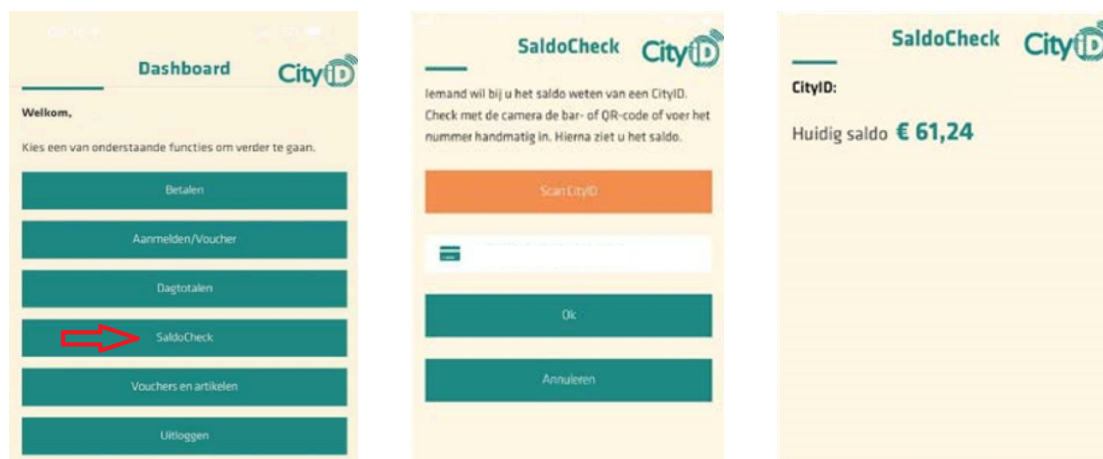 Dashboard
CityiD
Welkom,
Kies een van onderstaande functies om verder te gaan.
Betalen
Aanmelden/Voucher
Dagtotalen
SaldoCheck
Vouchers en artikelen
Uitloggen
SaldoCheck
CityiD
Iemand wil bij u het saldo weten van een CityID.
Check met de camera de bar- of QR-code of voer het
nummer handmatig in. Hierna ziet u het saldo.
Scan CityID
Ok
Annuleren
SaldoCheck
CityiD
CityID:
Huidig saldo € 61,24